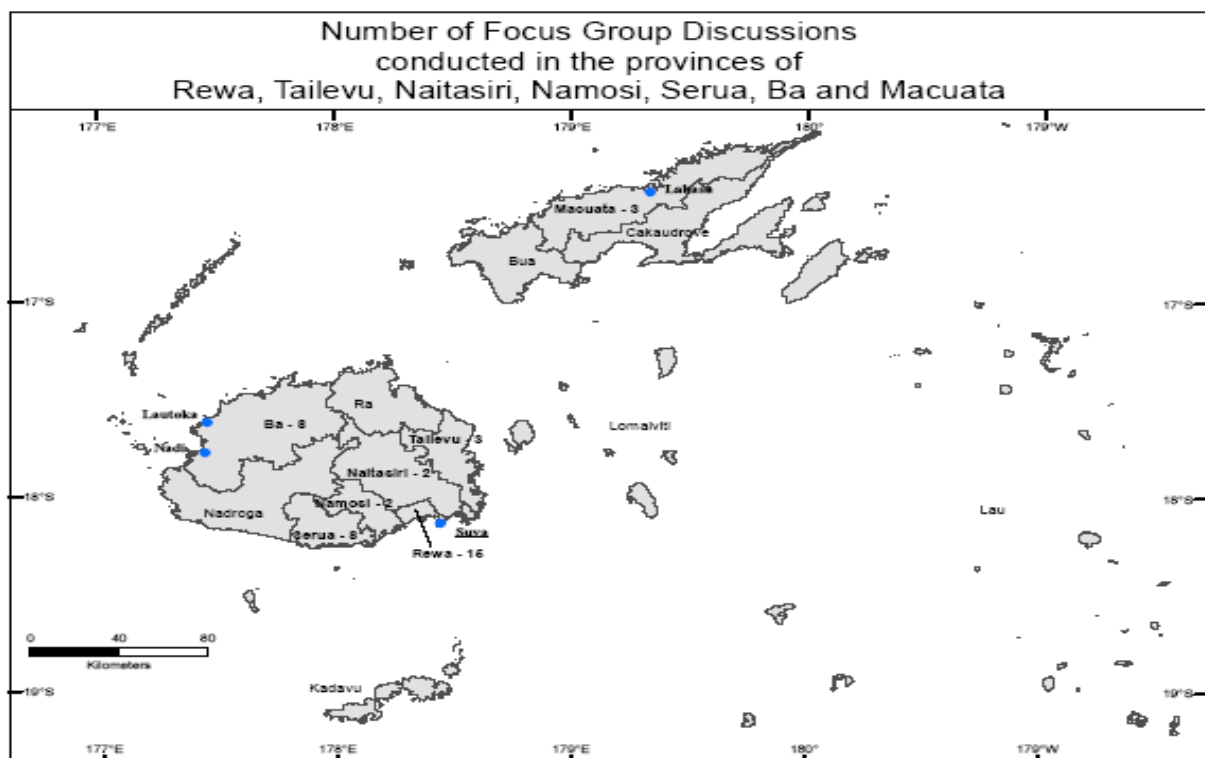 Number of Focus Group Discussions
conducted in the provinces of
Rewa, Tailevu, Naitasiri, Namosi, Serua, Ba and Macuata
177°E 178°E 179°E 180° 179°W
Labasa
Macuata - 3
Cakaudrove
Bua
17°S 17°S
Ra
Lautoka
Ba - 8
Lomaiviti
Tailevu - 3
Nadi
Naitasiri - 2
18°S 18°S
Namosi - 2
Nadroga
Lau
Serua -
Suva
Rewa -
0 40 80
Kilometers
Kadavu
19°S 19°S
177°E 178°E 179°E 180° 179°W